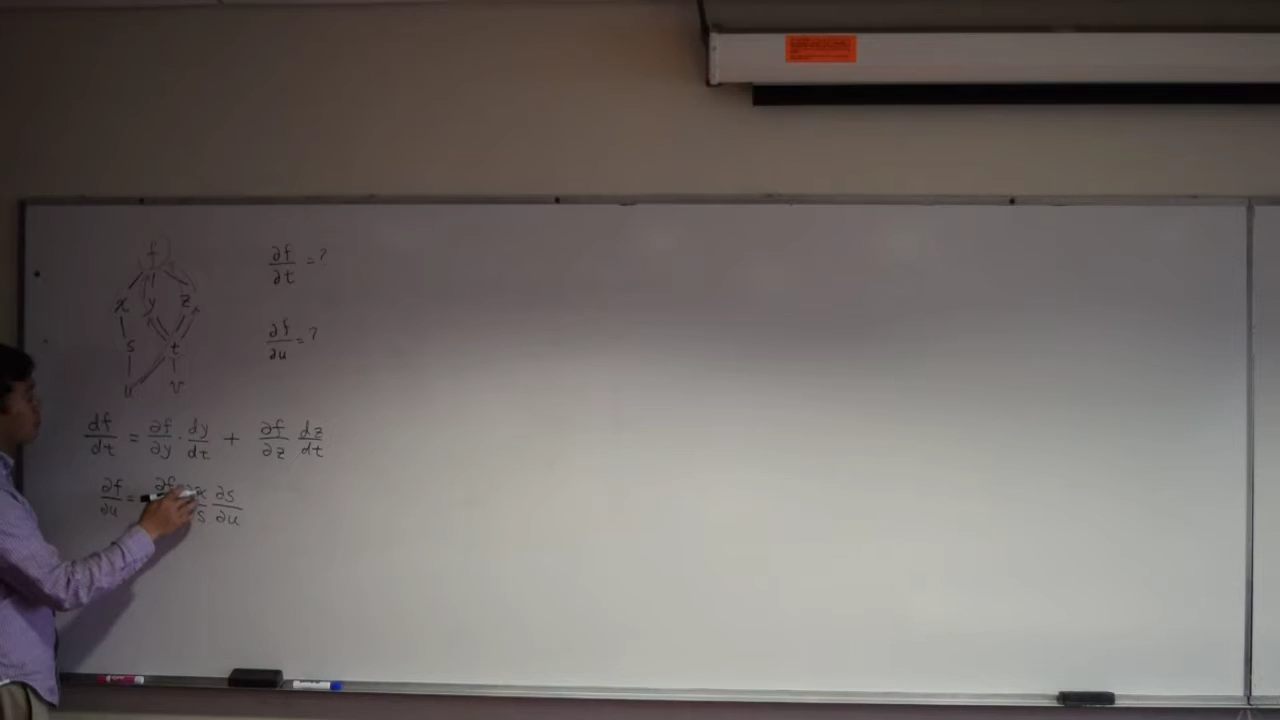 f
x y z
s t
u v
∂f/∂t = ?
∂f/∂u = ?
df/dt = ∂f/∂y · dy/dt + ∂f/∂z dz/dt
∂f/∂u = ∂s/∂u